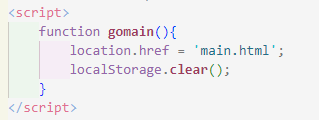 <script>
function gomain(){
location.href = 'main.html';
localStorage.clear();
}
</script>